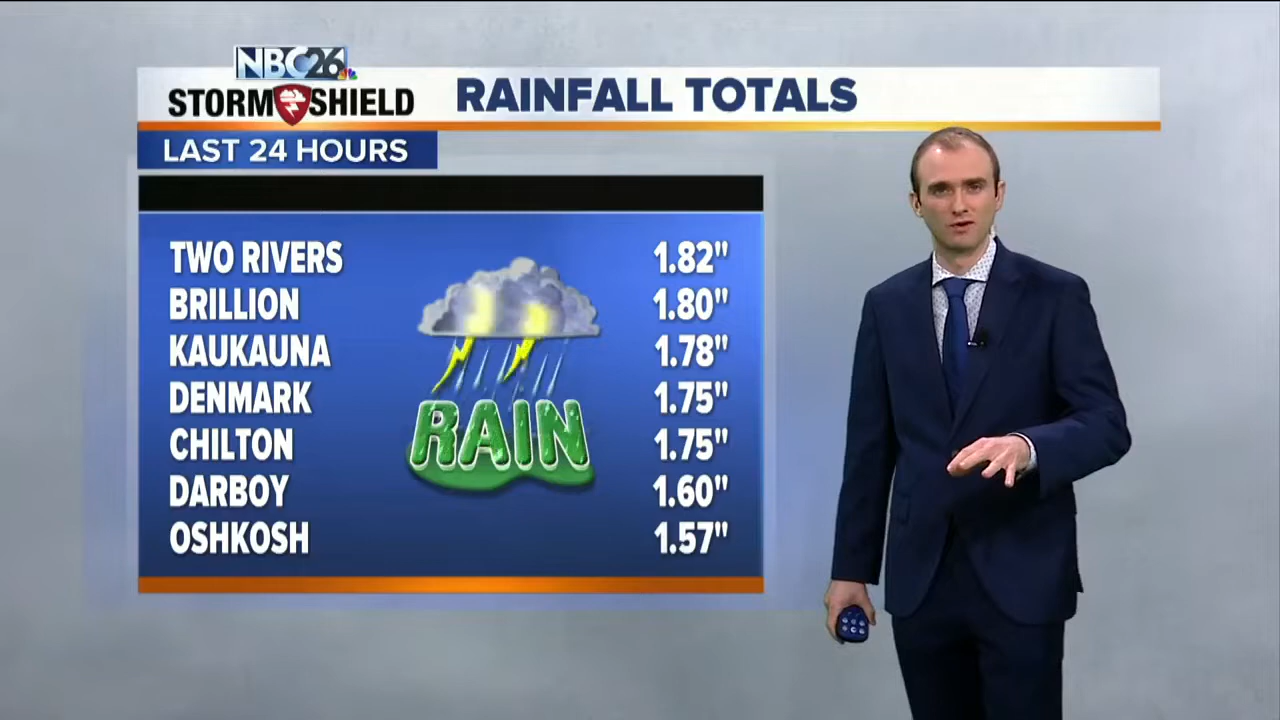 NBC26
STORM SHIELD
RAINFALL TOTALS
LAST 24 HOURS
TWO RIVERS 1.82"
BRILLION 1.80"
KAUKAUNA 1.78"
DENMARK 1.75"
CHILTON 1.75"
DARBOY 1.60"
OSHKOSH 1.57"
RAIN